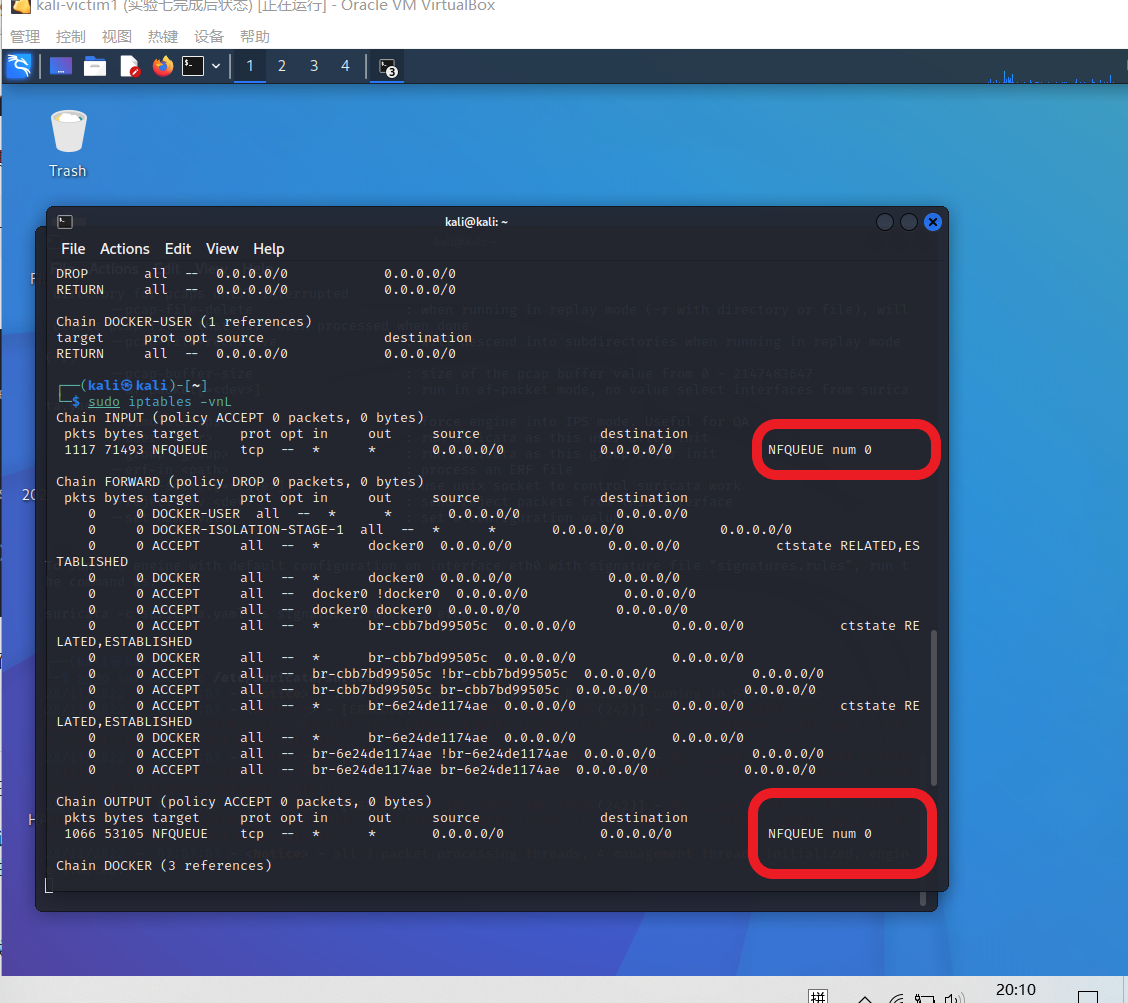 kali-victim1 (实验七完成后状态) [正在运行] - Oracle VM VirtualBox
管理 控制 视图 热键 设备 帮助
1 2 3 4 3
Trash
kali@kali: ~
File Actions Edit View Help
DROP all -- 0.0.0.0/0 0.0.0.0/0
RETURN all -- 0.0.0.0/0 0.0.0.0/0
Chain DOCKER-USER (1 references)
target prot opt source destination
RETURN all -- 0.0.0.0/0 0.0.0.0/0
┌──(kali㉿kali)-[~]
└─$ sudo iptables -vnL
Chain INPUT (policy ACCEPT 0 packets, 0 bytes)
pkts bytes target prot opt in out source destination
1117 71493 NFQUEUE tcp -- * * 0.0.0.0/0 0.0.0.0/0 NFQUEUE num 0
Chain FORWARD (policy DROP 0 packets, 0 bytes)
pkts bytes target prot opt in out source destination
0 0 DOCKER-USER all -- * * 0.0.0.0/0 0.0.0.0/0
0 0 DOCKER-ISOLATION-STAGE-1 all -- * * 0.0.0.0/0 0.0.0.0/0
0 0 ACCEPT all -- * docker0 0.0.0.0/0 0.0.0.0/0 ctstate RELATED,ES
TABLISHED
0 0 DOCKER all -- * docker0 0.0.0.0/0 0.0.0.0/0
0 0 ACCEPT all -- docker0 !docker0 0.0.0.0/0 0.0.0.0/0
0 0 ACCEPT all -- docker0 docker0 0.0.0.0/0 0.0.0.0/0
0 0 ACCEPT all -- * br-cbb7bd99505c 0.0.0.0/0 0.0.0.0/0 ctstate RE
LATED,ESTABLISHED
0 0 DOCKER all -- * br-cbb7bd99505c 0.0.0.0/0 0.0.0.0/0
0 0 ACCEPT all -- br-cbb7bd99505c !br-cbb7bd99505c 0.0.0.0/0 0.0.0.0/0
0 0 ACCEPT all -- br-cbb7bd99505c br-cbb7bd99505c 0.0.0.0/0 0.0.0.0/0
0 0 ACCEPT all -- * br-6e24de1174ae 0.0.0.0/0 0.0.0.0/0 ctstate RE
LATED,ESTABLISHED
0 0 DOCKER all -- * br-6e24de1174ae 0.0.0.0/0 0.0.0.0/0
0 0 ACCEPT all -- br-6e24de1174ae !br-6e24de1174ae 0.0.0.0/0 0.0.0.0/0
0 0 ACCEPT all -- br-6e24de1174ae br-6e24de1174ae 0.0.0.0/0 0.0.0.0/0
Chain OUTPUT (policy ACCEPT 0 packets, 0 bytes)
pkts bytes target prot opt in out source destination
1066 53105 NFQUEUE tcp -- * * 0.0.0.0/0 0.0.0.0/0 NFQUEUE num 0
Chain DOCKER (3 references)
拼 20:10